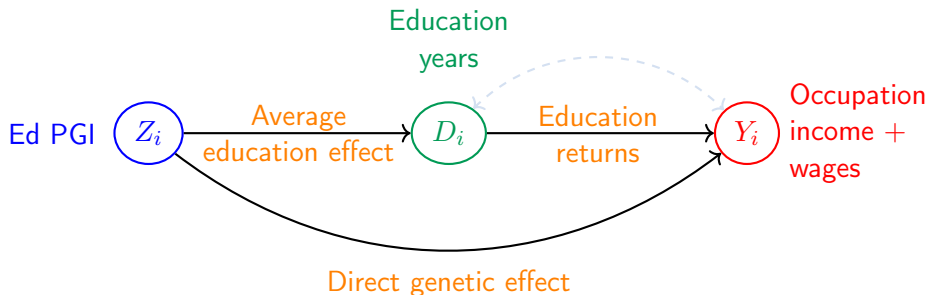 Education
years
Ed PGI
Z_i
Average
education effect
D_i
Education
returns
Y_i
Occupation
income +
wages
Direct genetic effect